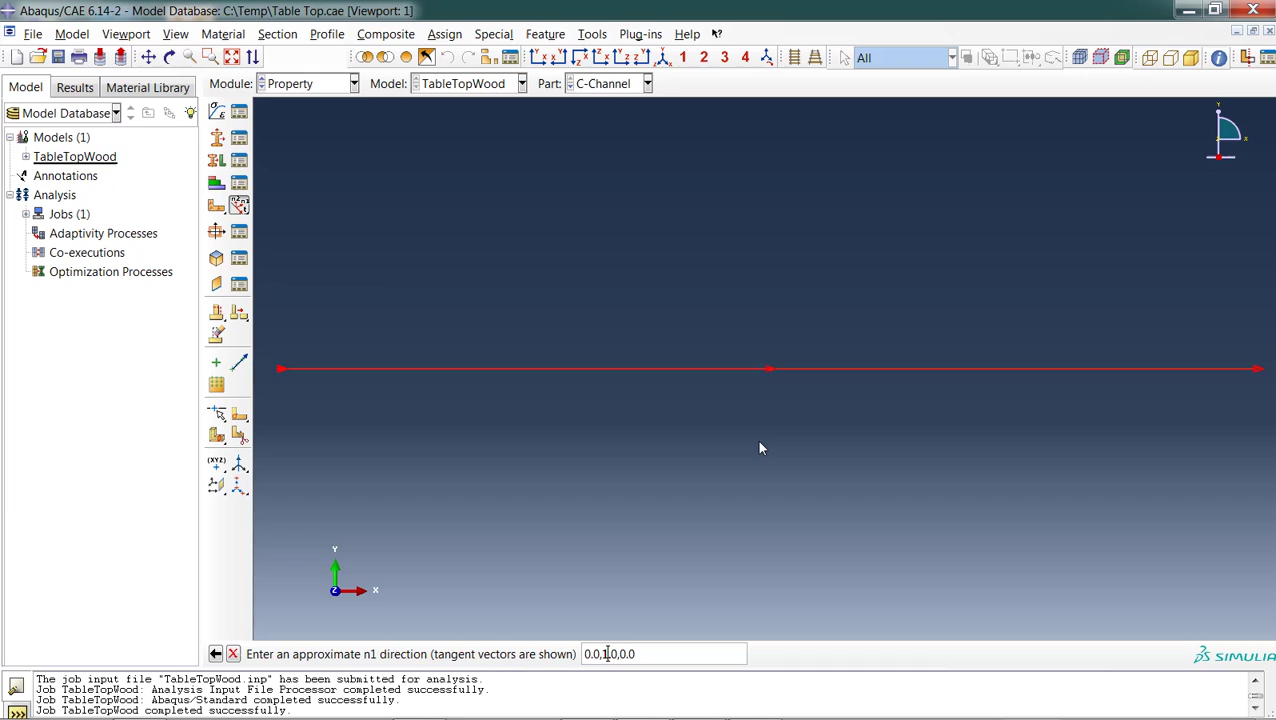 Abaqus/CAE 6.14-2 - Model Database: C:\Temp\Table Top.cae [Viewport: 1]
File Model Viewport View Material Section Profile Composite Assign Special Feature Tools Plug-ins Help
1 2 3 4 All
Model Results Material Library Module: Property Model: TableTopWood Part: C-Channel
Model Database
Models (1)
TableTopWood
Annotations
Analysis
Jobs (1)
Adaptivity Processes
Co-executions
Optimization Processes
(XYZ)
Y
X
Y
X
Z
Enter an approximate n1 direction (tangent vectors are shown) 0.0,1.0,0.0
SIMULIA
The job input file "TableTopWood.inp" has been submitted for analysis.
Job TableTopWood: Analysis Input File Processor completed successfully.
Job TableTopWood: Abaqus/Standard completed successfully.
Job TableTopWood completed successfully.
>>>